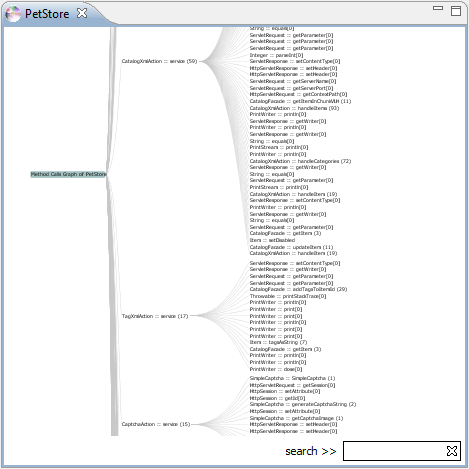 PetStore
String :: equals[0]
ServletRequest :: getParameter[0]
ServletRequest :: getParameter[0]
ServletRequest :: getParameter[0]
Integer :: parseInt[0]
CatalogXmlAction :: service (59)
ServletResponse :: setContentType[0]
HttpServletResponse :: setHeader[0]
HttpServletResponse :: setHeader[0]
ServletRequest :: getServerName[0]
ServletRequest :: getServerPort[0]
HttpServletRequest :: getContextPath[0]
CatalogFacade :: getItemInChunkVLH (11)
CatalogXmlAction :: handleItems (93)
PrintWriter :: println[0]
ServletResponse :: getWriter[0]
PrintWriter :: println[0]
ServletResponse :: getWriter[0]
String :: equals[0]
PrintStream :: println[0]
PrintWriter :: println[0]
CatalogXmlAction :: handleCategories (72)
ServletResponse :: getWriter[0]
Method Calls Graph of PetStore
String :: equals[0]
ServletRequest :: getParameter[0]
PrintStream :: println[0]
CatalogXmlAction :: handleItem (19)
ServletResponse :: setContentType[0]
PrintWriter :: println[0]
ServletResponse :: getWriter[0]
String :: equals[0]
ServletRequest :: getParameter[0]
CatalogFacade :: getItem (3)
Item :: setDisabled
CatalogFacade :: updateItem (11)
CatalogXmlAction :: handleItem (19)
ServletResponse :: setContentType[0]
ServletResponse :: getWriter[0]
ServletRequest :: getParameter[0]
ServletRequest :: getParameter[0]
CatalogFacade :: addTagsToItemId (29)
Throwable :: printStackTrace[0]
PrintWriter :: println[0]
PrintWriter :: print[0]
TagXmlAction :: service (17)
PrintWriter :: print[0]
PrintWriter :: print[0]
PrintWriter :: print[0]
PrintWriter :: print[0]
Item :: tagsAsString (7)
CatalogFacade :: getItem (3)
PrintWriter :: println[0]
PrintWriter :: println[0]
PrintWriter :: close[0]
SimpleCaptcha :: SimpleCaptcha (1)
HttpServletRequest :: getSession[0]
HttpSession :: setAttribute[0]
HttpSession :: getId[0]
SimpleCaptcha :: generateCaptchaString (2)
HttpSession :: setAttribute[0]
SimpleCaptcha :: getCaptchaImage (1)
CaptchaAction :: service (15)
HttpServletResponse :: setHeader[0]
HttpServletResponse :: setHeader[0]
search >>